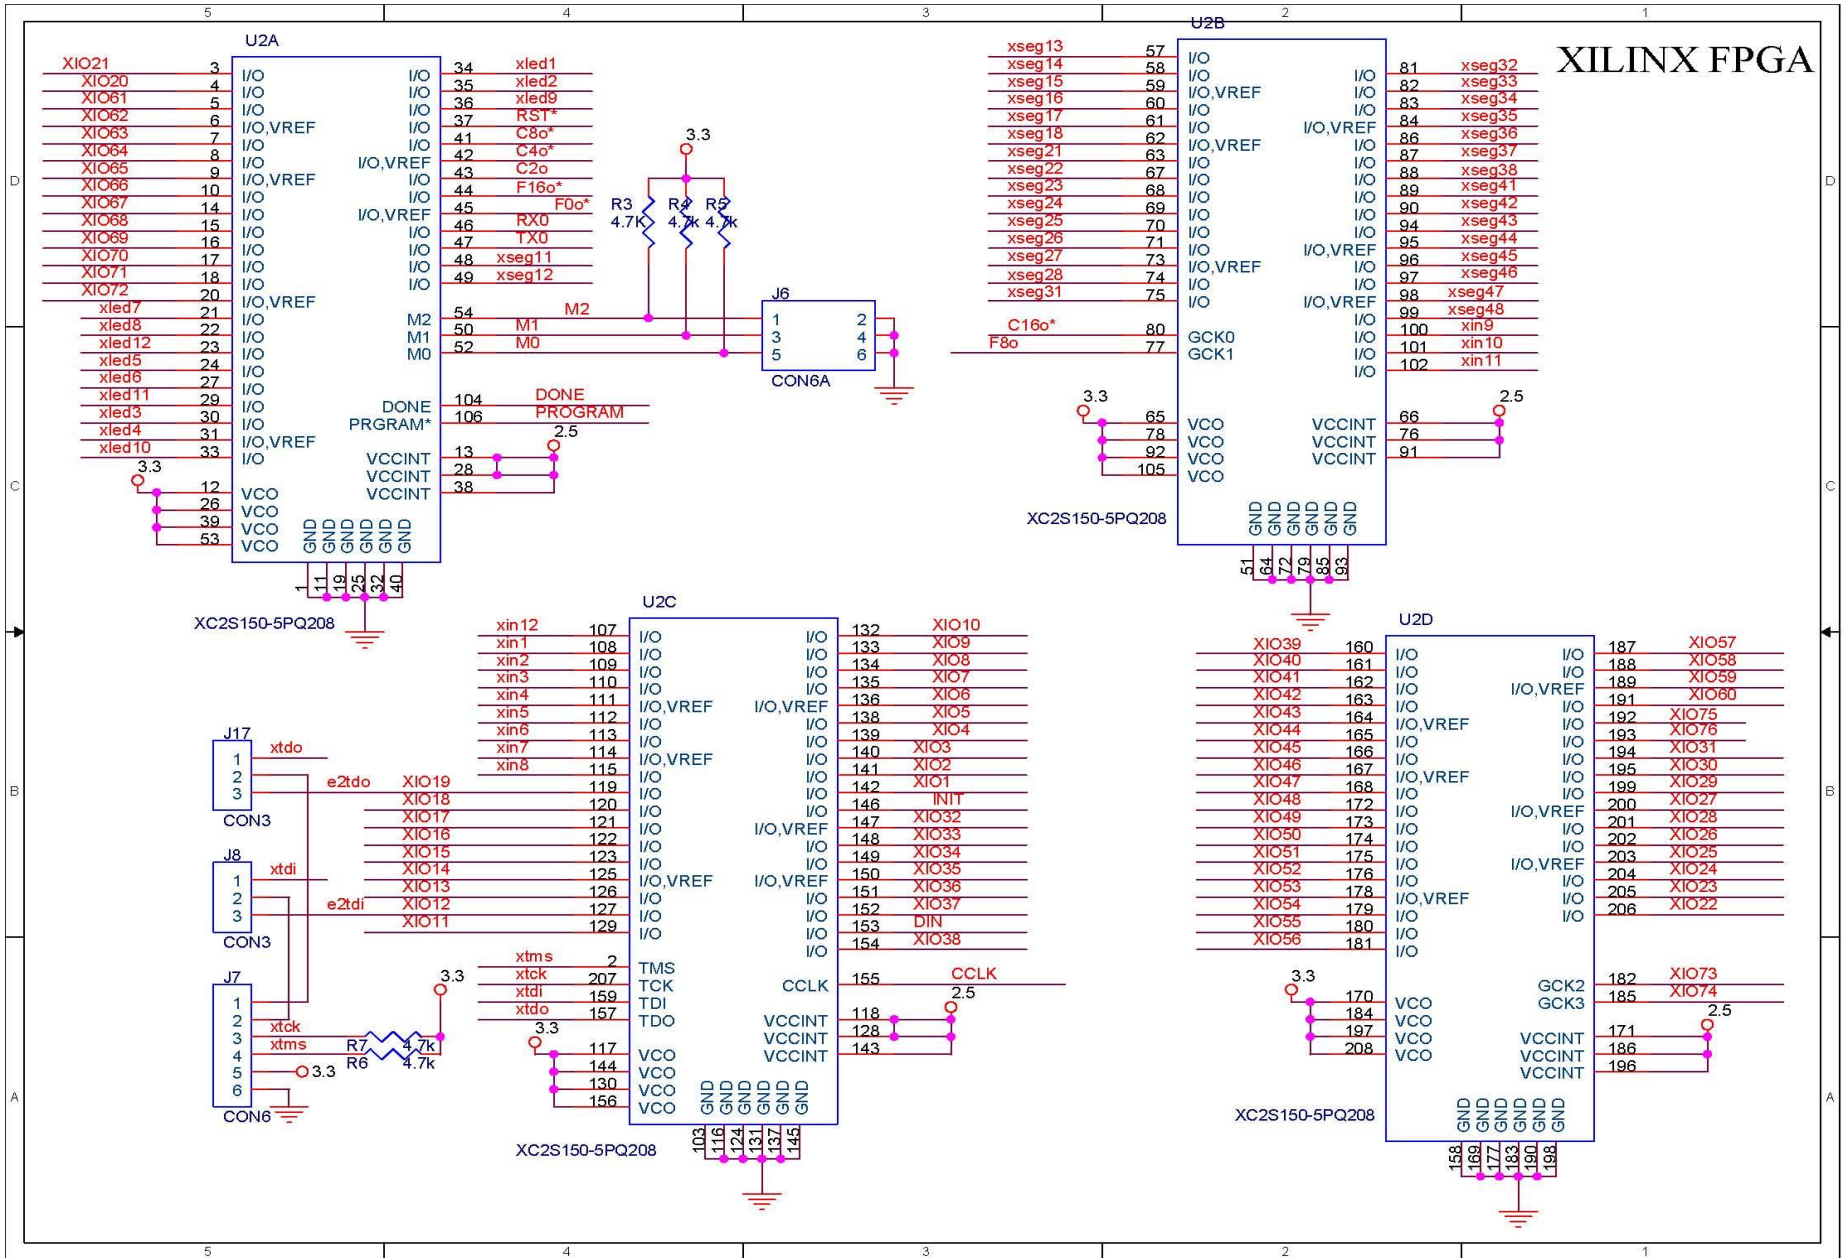 5 4 3 2 1
XILINX FPGA
U2A
XIO21 3 I/O
XIO20 4 I/O
XIO61 5 I/O
XIO62 6 I/O,VREF
XIO63 7 I/O
XIO64 8 I/O
XIO65 9 I/O,VREF
XIO66 10 I/O
XIO67 14 I/O
XIO68 15 I/O
XIO69 16 I/O
XIO70 17 I/O
XIO71 18 I/O
XIO72 20 I/O,VREF
xled7 21 I/O
xled8 22 I/O
xled12 23 I/O
xled5 24 I/O
xled6 27 I/O
xled11 29 I/O
xled3 30 I/O
xled4 31 I/O,VREF
xled10 33 I/O
3.3
12 VCO
26 VCO
39 VCO
53 VCO
I/O 34 xled1
I/O 35 xled2
I/O 36 xled9
I/O 37 RST*
I/O 41 C8o*
I/O,VREF 42 C4o*
I/O 43 C2o
I/O 44 F16o*
I/O,VREF 45 F0o*
I/O 46 RX0
I/O 47 TX0
I/O 48 xseg11
I/O 49 xseg12
M2 54 M2
M1 50 M1
M0 52 M0
DONE 104 DONE
PRGRAM* 106 PROGRAM
2.5
VCCINT 13
VCCINT 28
VCCINT 38
GND GND GND GND GND GND
1 11 19 25 32 40
XC2S150-5PQ208
3.3
R3 R4 R5
4.7K 4.7k 4.7k
J6
1 2
3 4
5 6
CON6A
U2B
xseg13 57 I/O
xseg14 58 I/O
xseg15 59 I/O,VREF
xseg16 60 I/O
xseg17 61 I/O
xseg18 62 I/O,VREF
xseg21 63 I/O
xseg22 67 I/O
xseg23 68 I/O
xseg24 69 I/O
xseg25 70 I/O
xseg26 71 I/O
xseg27 73 I/O,VREF
xseg28 74 I/O
xseg31 75 I/O
C16o* 80 GCK0
F8o 77 GCK1
3.3
65 VCO
78 VCO
92 VCO
105 VCO
I/O 81 xseg32
I/O 82 xseg33
I/O 83 xseg34
I/O,VREF 84 xseg35
I/O 86 xseg36
I/O 87 xseg37
I/O 88 xseg38
I/O 89 xseg41
I/O 90 xseg42
I/O 94 xseg43
I/O,VREF 95 xseg44
I/O 96 xseg45
I/O 97 xseg46
I/O,VREF 98 xseg47
I/O 99 xseg48
I/O 100 xin9
I/O 101 xin10
I/O 102 xin11
2.5
VCCINT 66
VCCINT 76
VCCINT 91
GND GND GND GND GND GND
51 64 72 79 85 93
XC2S150-5PQ208
U2C
xin12 107 I/O
xin1 108 I/O
xin2 109 I/O
xin3 110 I/O
xin4 111 I/O,VREF
xin5 112 I/O
xin6 113 I/O
xin7 114 I/O,VREF
xin8 115 I/O
e2tdo XIO19 119 I/O
XIO18 120 I/O
XIO17 121 I/O
XIO16 122 I/O
XIO15 123 I/O
XIO14 125 I/O,VREF
XIO13 126 I/O
e2tdi XIO12 127 I/O
XIO11 129 I/O
xtms 2 TMS
xtck 207 TCK
xtdi 159 TDI
xtdo 157 TDO
3.3
117 VCO
144 VCO
130 VCO
156 VCO
I/O 132 XIO10
I/O 133 XIO9
I/O 134 XIO8
I/O 135 XIO7
I/O,VREF 136 XIO6
I/O 138 XIO5
I/O 139 XIO4
I/O 140 XIO3
I/O 141 XIO2
I/O 142 XIO1
I/O 146 INIT
I/O,VREF 147 XIO32
I/O 148 XIO33
I/O 149 XIO34
I/O,VREF 150 XIO35
I/O 151 XIO36
I/O 152 XIO37
I/O 153 DIN
I/O 154 XIO38
CCLK 155 CCLK
2.5
VCCINT 118
VCCINT 128
VCCINT 143
GND GND GND GND GND GND
103 116 124 131 137 145
XC2S150-5PQ208
J17
1 xtdo
2
3
CON3
J8
1 xtdi
2
3
CON3
J7
1
2
3 xtck
4 xtms
5 3.3
6
CON6
3.3
R7 4.7k
R6 4.7k
U2D
XIO39 160 I/O
XIO40 161 I/O
XIO41 162 I/O
XIO42 163 I/O
XIO43 164 I/O,VREF
XIO44 165 I/O
XIO45 166 I/O
XIO46 167 I/O,VREF
XIO47 168 I/O
XIO48 172 I/O
XIO49 173 I/O
XIO50 174 I/O
XIO51 175 I/O
XIO52 176 I/O
XIO53 178 I/O,VREF
XIO54 179 I/O
XIO55 180 I/O
XIO56 181 I/O
3.3
170 VCO
184 VCO
197 VCO
208 VCO
I/O 187 XIO57
I/O 188 XIO58
I/O,VREF 189 XIO59
I/O 191 XIO60
I/O 192 XIO75
I/O 193 XIO76
I/O 194 XIO31
I/O 195 XIO30
I/O 199 XIO29
I/O,VREF 200 XIO27
I/O 201 XIO28
I/O 202 XIO26
I/O,VREF 203 XIO25
I/O 204 XIO24
I/O 205 XIO23
I/O 206 XIO22
GCK2 182 XIO73
GCK3 185 XIO74
2.5
VCCINT 171
VCCINT 186
VCCINT 196
GND GND GND GND GND GND
158 169 177 183 190 198
XC2S150-5PQ208
D D
C C
B B
A A
5 4 3 2 1